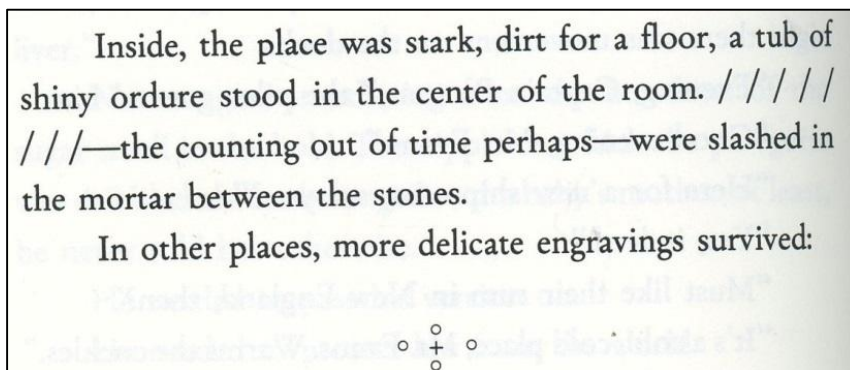 Inside, the place was stark, dirt for a floor; a tub of
shiny ordure stood in the center of the room. / / / / /
/ / /—the counting out of time perhaps—were slashed in
the mortar between the stones.
In other places, more delicate engravings survived:
○
○ + ○
○